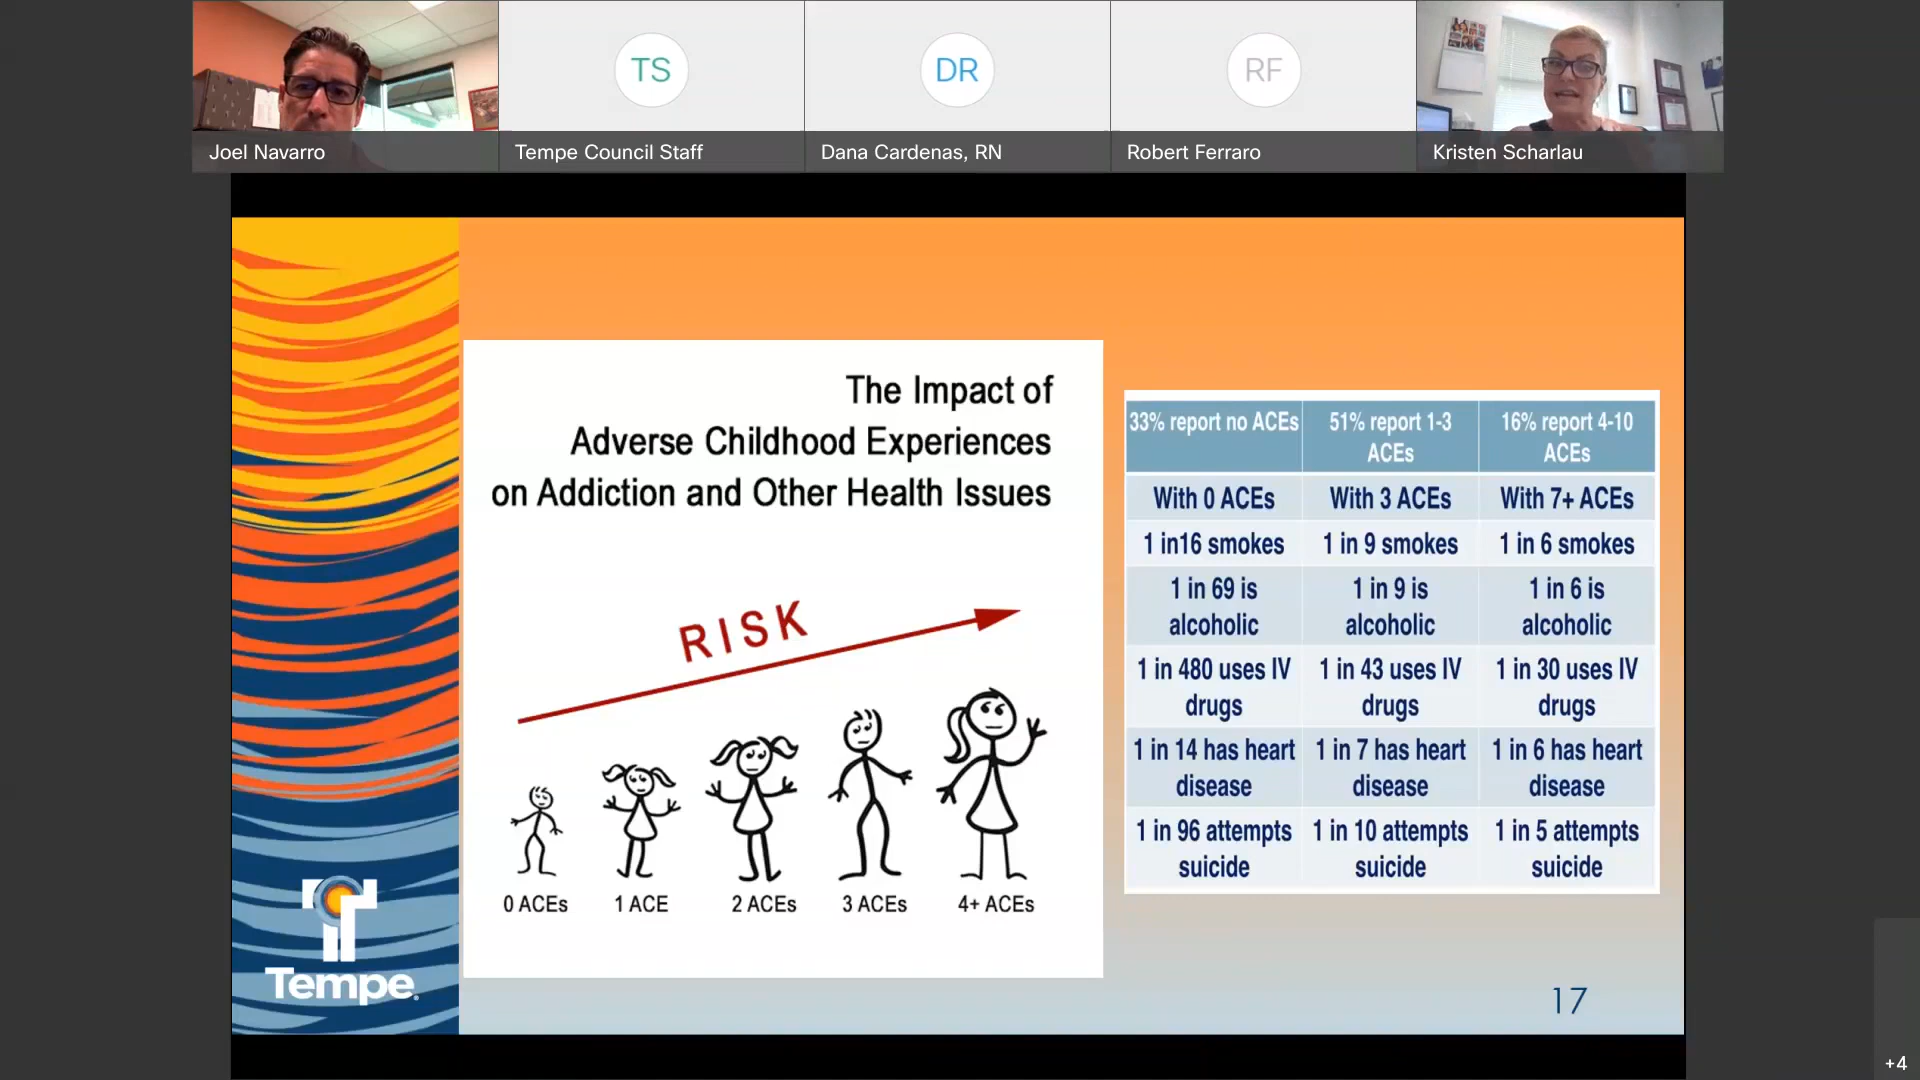 TS
DR
RF
Joel Navarro
Tempe Council Staff
Dana Cardenas, RN
Robert Ferraro
Kristen Scharlau
The Impact of
Adverse Childhood Experiences
on Addiction and Other Health Issues
RISK
0 ACEs
1 ACE
2 ACEs
3 ACEs
4+ ACEs
33% report no ACEs
51% report 1-3
ACEs
16% report 4-10
ACEs
With 0 ACEs
With 3 ACEs
With 7+ ACEs
1 in16 smokes
1 in 9 smokes
1 in 6 smokes
1 in 69 is
alcoholic
1 in 9 is
alcoholic
1 in 6 is
alcoholic
1 in 480 uses IV
drugs
1 in 43 uses IV
drugs
1 in 30 uses IV
drugs
1 in 14 has heart
disease
1 in 7 has heart
disease
1 in 6 has heart
disease
1 in 96 attempts
suicide
1 in 10 attempts
suicide
1 in 5 attempts
suicide
Tempe
17
+4